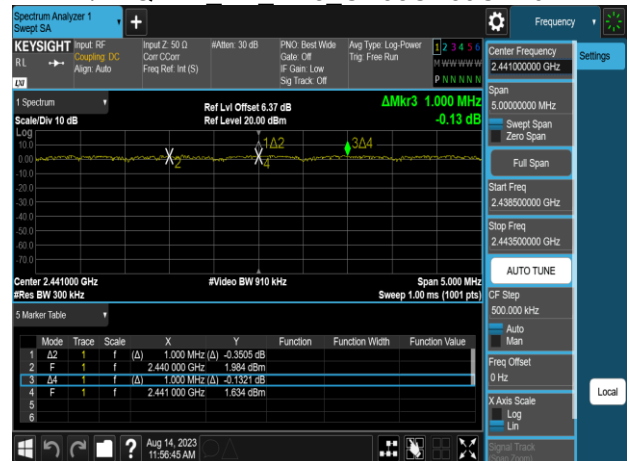 Spectrum Analyzer 1
Swept SA
Frequency
KEYSIGHT
RL
LXI
Input: RF
Coupling: DC
Align: Auto
Input Z: 50 Ω
Corr CCorr
Freq Ref: Int (S)
#Atten: 30 dB
PNO: Best Wide
Gate: Off
IF Gain: Low
Sig Track: Off
Avg Type: Log-Power
Trig: Free Run
1 2 3 4 5 6
M W W W W W
P N N N N N
Center Frequency
2.441000000 GHz
Settings
Span
5.00000000 MHz
Swept Span
Zero Span
Full Span
Start Freq
2.438500000 GHz
Stop Freq
2.443500000 GHz
AUTO TUNE
CF Step
500.000 kHz
Auto
Man
Freq Offset
0 Hz
X Axis Scale
Log
Lin
Local
Signal Track
(Span Zoom)
1 Spectrum
Scale/Div 10 dB
Ref Lvl Offset 6.37 dB
Ref Level 20.00 dBm
ΔMkr3 1.000 MHz
-0.13 dB
Log
10.0
0.00
-10.0
-20.0
-30.0
-40.0
-50.0
-60.0
-70.0
1Δ2
3Δ4
2
4
Center 2.441000 GHz
#Res BW 300 kHz
#Video BW 910 kHz
Span 5.000 MHz
Sweep 1.00 ms (1001 pts)
5 Marker Table
Mode Trace Scale X Y Function Function Width Function Value
1 Δ2 1 f (Δ) 1.000 MHz (Δ) -0.3505 dB
2 F 1 f 2.440 000 GHz 1.984 dBm
3 Δ4 1 f (Δ) 1.000 MHz (Δ) -0.1321 dB
4 F 1 f 2.441 000 GHz 1.634 dBm
5
6
?
Aug 14, 2023
11:56:45 AM